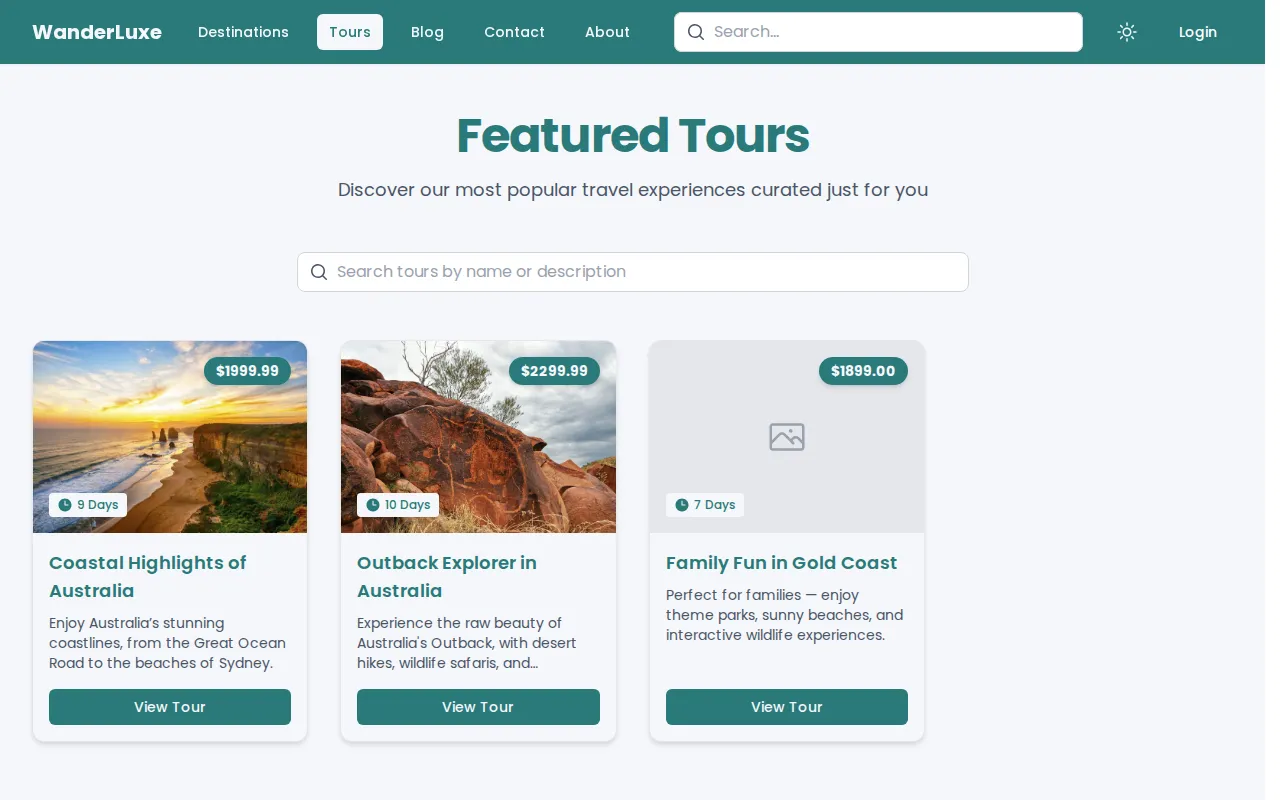 WanderLuxe Destinations Tours Blog Contact About Search... Login
Featured Tours
Discover our most popular travel experiences curated just for you
Search tours by name or description
$1999.99
9 Days
Coastal Highlights of
Australia
Enjoy Australia’s stunning
coastlines, from the Great Ocean
Road to the beaches of Sydney.
View Tour
$2299.99
10 Days
Outback Explorer in
Australia
Experience the raw beauty of
Australia's Outback, with desert
hikes, wildlife safaris, and…
View Tour
$1899.00
7 Days
Family Fun in Gold Coast
Perfect for families — enjoy
theme parks, sunny beaches, and
interactive wildlife experiences.
View Tour